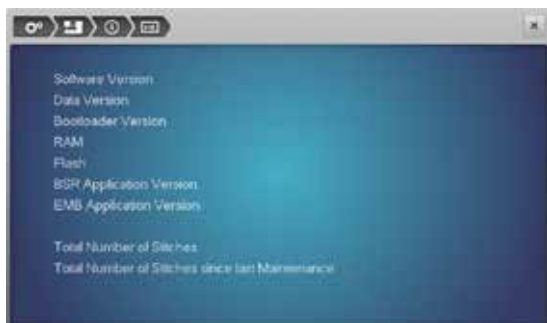 Software Version
Data Version
Bootloader Version
RAM
Flash
BSR Application Version
EMB Application Version
Total Number of Stitches
Total Number of Stitches since last Maintenance